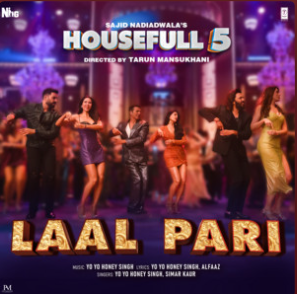 Nhe
SAJID NADIADWALA'S
HOUSEFULL 5
DIRECTED BY TARUN MANSUKHANI
LAAL PARI
MUSIC YO YO HONEY SINGH LYRICS YO YO HONEY SINGH, ALFAAZ
SINGERS YO YO HONEY SINGH, SIMAR KAUR